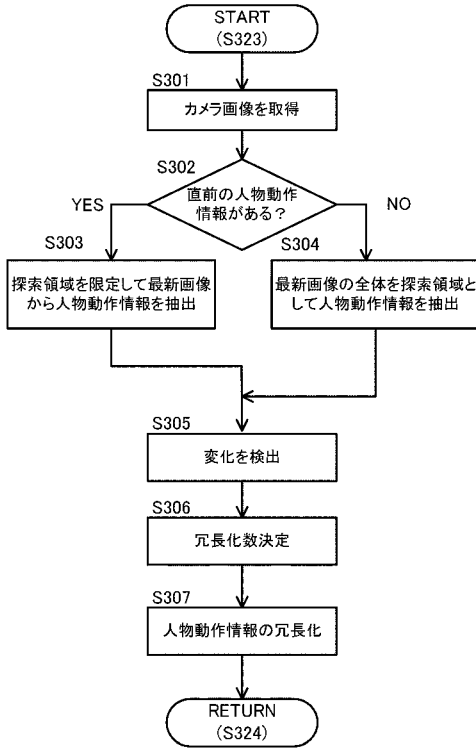 START
(S323)
S301
カメラ画像を取得
S302
直前の人物動作
情報がある?
YES
NO
S303
探索領域を限定して最新画像
から人物動作情報を抽出
S304
最新画像の全体を探索領域と
して人物動作情報を抽出
S305
変化を検出
S306
冗長化数決定
S307
人物動作情報の冗長化
RETURN
(S324)